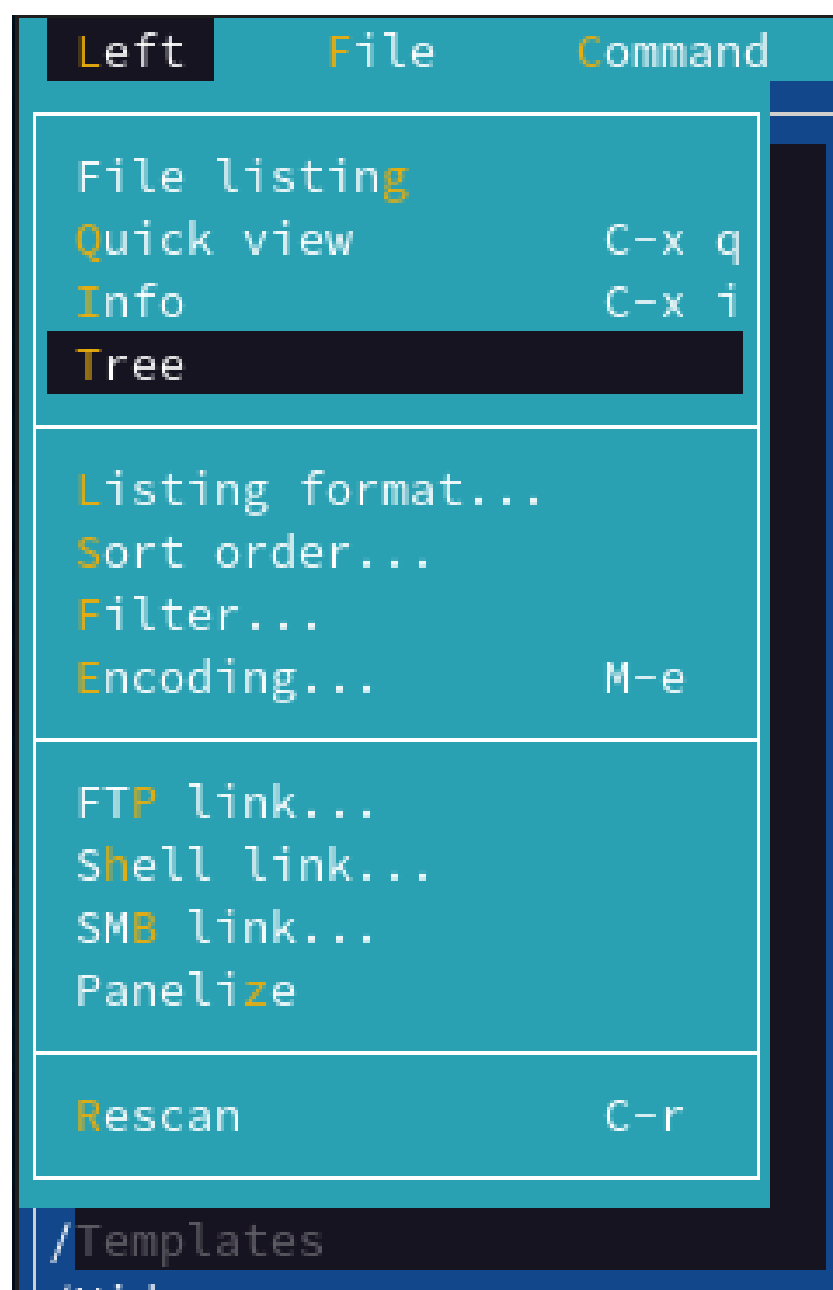 Left File Command
File listing
Quick view C-x q
Info C-x i
Tree
Listing format...
Sort order...
Filter...
Encoding... M-e
FTP link...
Shell link...
SMB link...
Panelize
Rescan C-r
/Templates